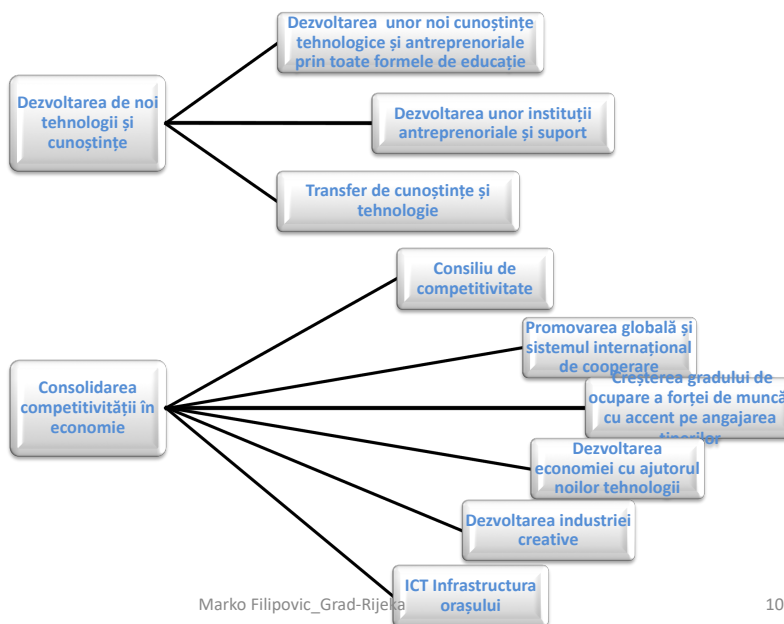 Dezvoltarea unor noi cunoștințe
tehnologice și antreprenoriale
prin toate formele de educație
Dezvoltarea de noi
tehnologii și
cunoștințe
Dezvoltarea unor instituții
antreprenoriale și suport
Transfer de cunoștințe și
tehnologie
Consiliu de
competitivitate
Promovarea globală și
sistemul internațional
de cooperare
Consolidarea
competitivității în
economie
Creșterea gradului de
ocupare a forței de muncă
cu accent pe angajarea
tinerilor
Dezvoltarea
economiei cu ajutorul
noilor tehnologii
Dezvoltarea industriei
creative
ICT Infrastructura
orașului
Marko Filipovic_Grad-Rijeka
10